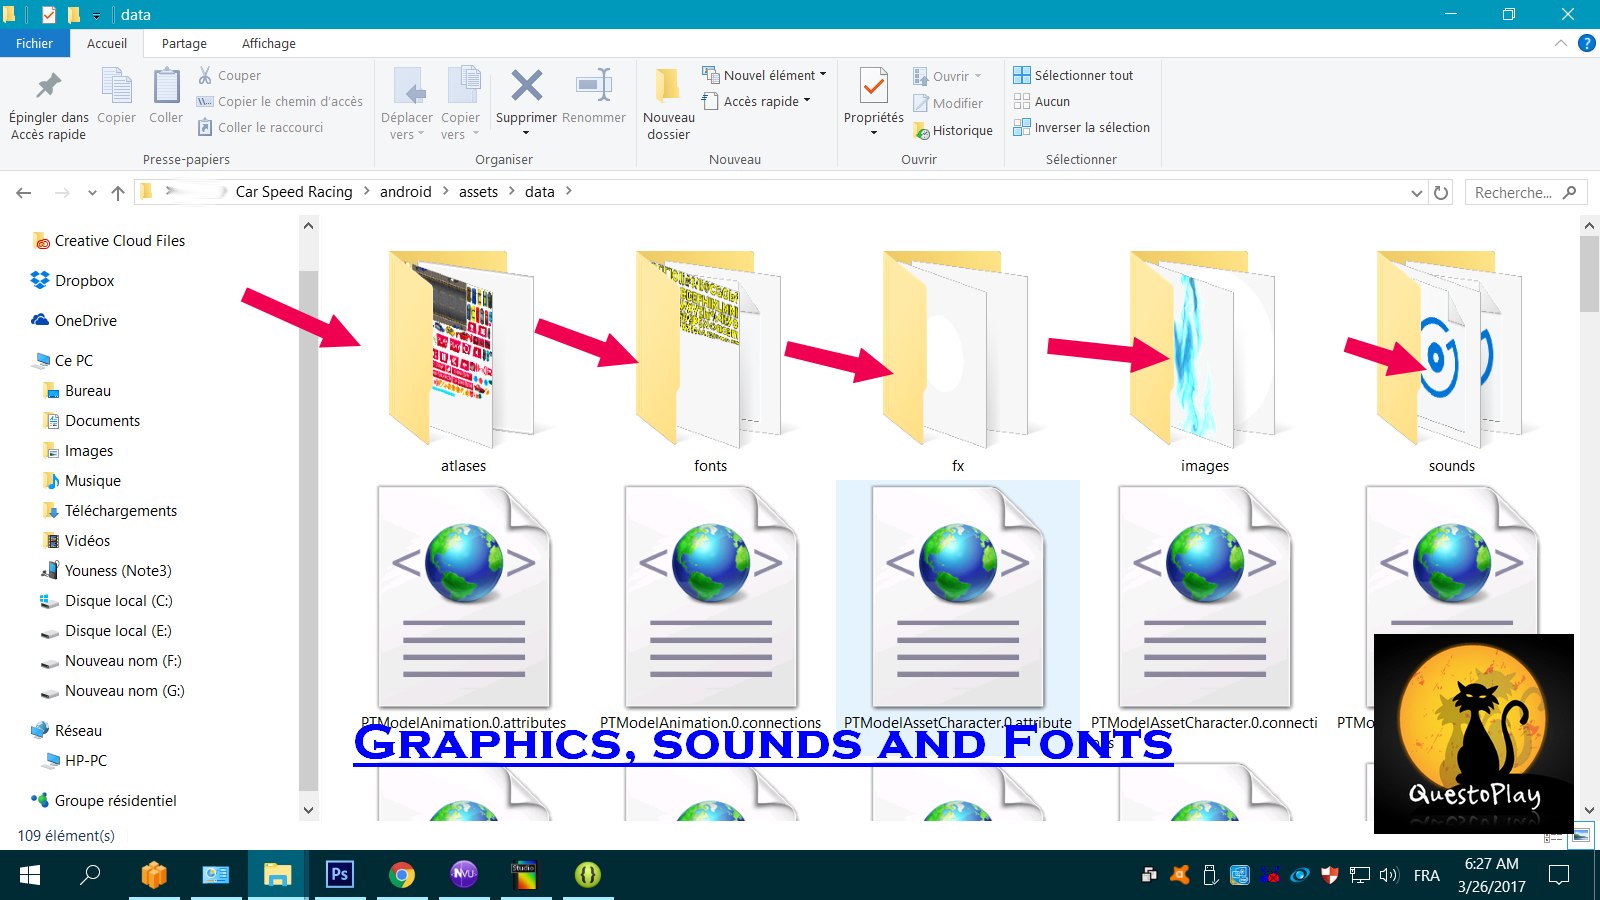 data
Fichier Accueil Partage Affichage
Épingler dans
Accès rapide
Copier
Coller
Couper
Copier le chemin d'accès
Coller le raccourci
Presse-papiers
Déplacer
vers
Copier
vers
Supprimer
Renommer
Organiser
Nouveau
dossier
Nouvel élément
Accès rapide
Nouveau
Propriétés
Ouvrir
Modifier
Historique
Ouvrir
Sélectionner tout
Aucun
Inverser la sélection
Sélectionner
Car Speed Racing > android > assets > data >
Recherche...
Creative Cloud Files
Dropbox
OneDrive
Ce PC
Bureau
Documents
Images
Musique
Téléchargements
Vidéos
Youness (Note3)
Disque local (C:)
Disque local (E:)
Nouveau nom (F:)
Nouveau nom (G:)
Réseau
HP-PC
Groupe résidentiel
atlases fonts fx images sounds
PTModelAnimation.0.attributes PTModelAnimation.0.connections PTModelAssetCharacter.0.attribute PTModelAssetCharacter.0.connecti
Graphics, sounds and Fonts
QuestoPlay
109 élément(s)
Ps
NVU
Studio
FRA
6:27 AM
3/26/2017